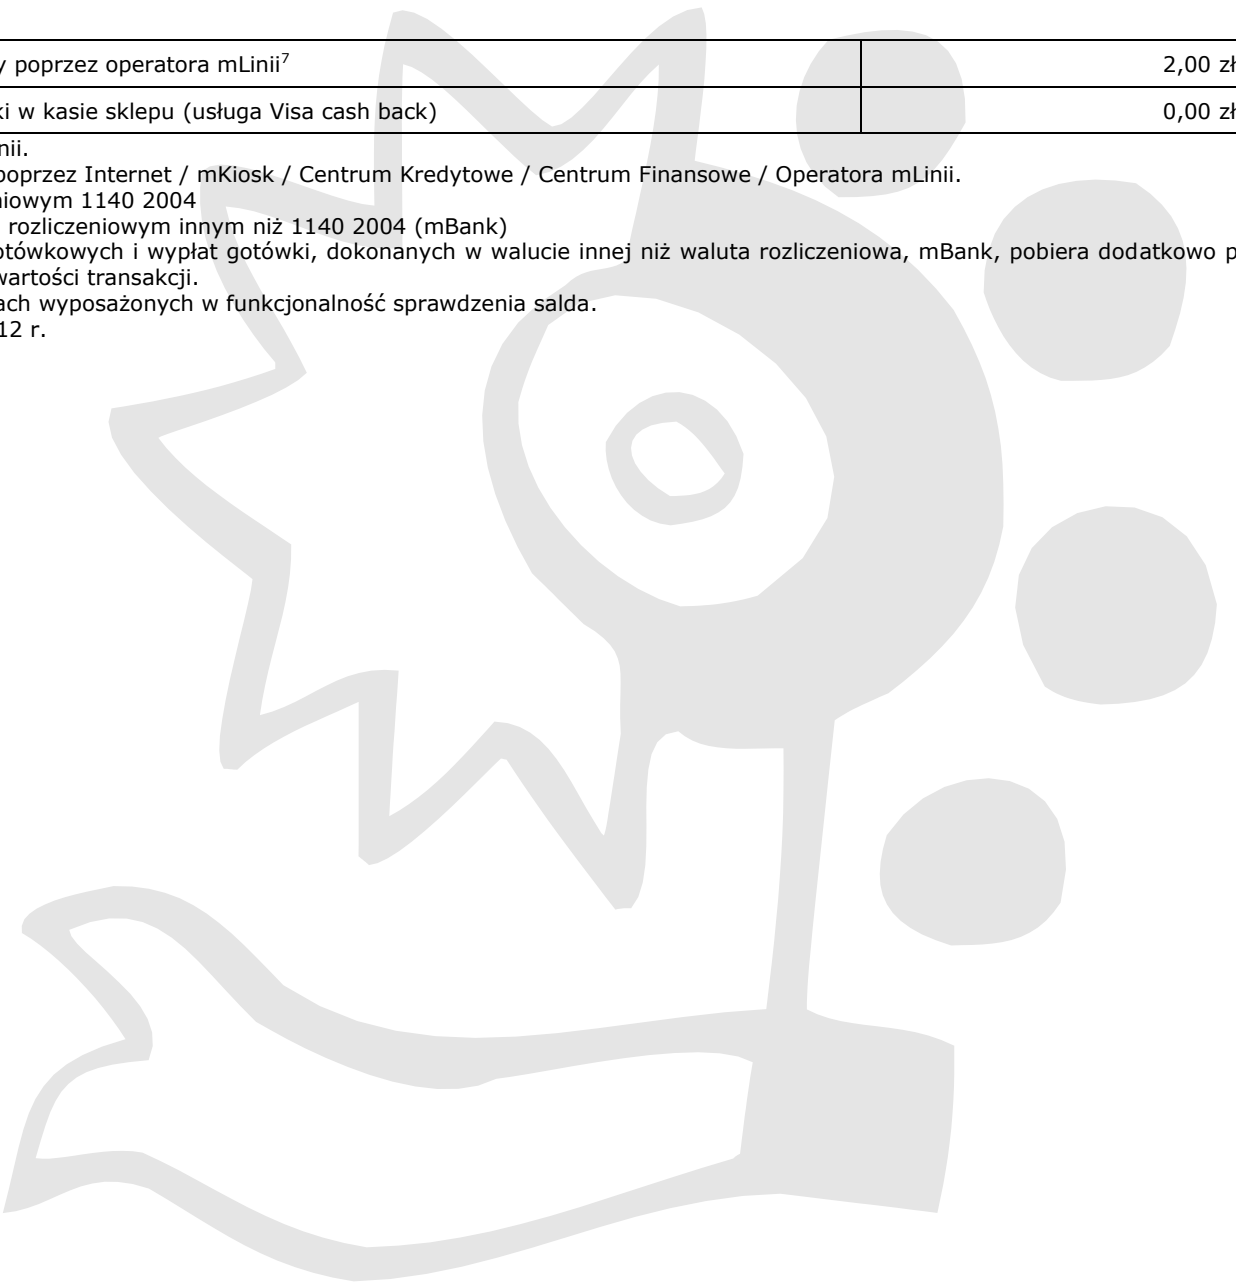 y poprzez operatora mLinii7 2,00 zł
ki w kasie sklepu (usługa Visa cash back) 0,00 zł
nii.
poprzez Internet / mKiosk / Centrum Kredytowe / Centrum Finansowe / Operatora mLinii.
niowym 1140 2004
rozliczeniowym innym niż 1140 2004 (mBank)
otówkowych i wypłat gotówki, dokonanych w walucie innej niż waluta rozliczeniowa, mBank, pobiera dodatkowo p
wartości transakcji.
ach wyposażonych w funkcjonalność sprawdzenia salda.
12 r.